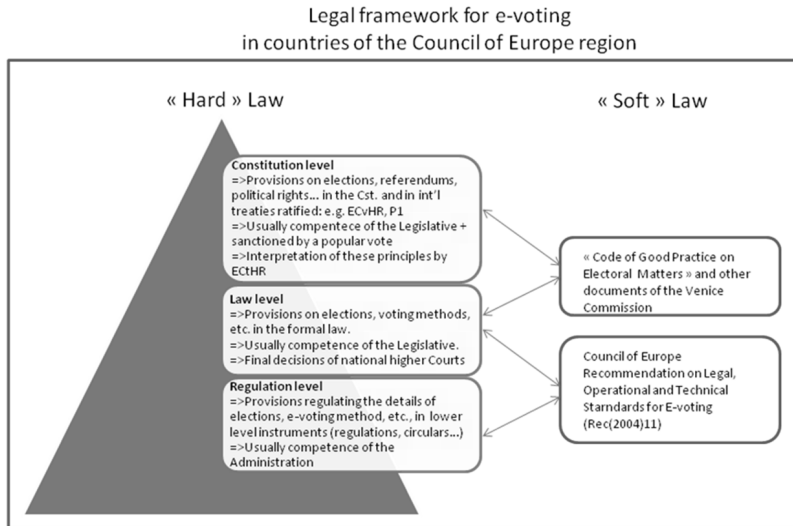 Legal framework for e-voting
in countries of the Council of Europe region
« Hard » Law
« Soft » Law
Constitution level
=>Provisions on elections, referendums,
political rights... in the Cst. and in int'l
treaties ratified: e.g. ECvHR, P1
=>Usually compentece of the Legislative +
sanctioned by a popular vote
=>Interpretation of these principles by
ECtHR
Law level
=>Provisions on elections, voting methods,
etc. in the formal law.
=>Usually competence of the Legislative.
=>Final decisions of national higher Courts
Regulation level
=>Provisions regulating the details of
elections, e-voting method, etc., in lower
level instruments (regulations, circulars...)
=>Usually competence of the
Administration
« Code of Good Practice on
Electoral Matters » and other
documents of the Venice
Commission
Council of Europe
Recommendation on Legal,
Operational and Technical
Starndards for E-voting
(Rec(2004)11)